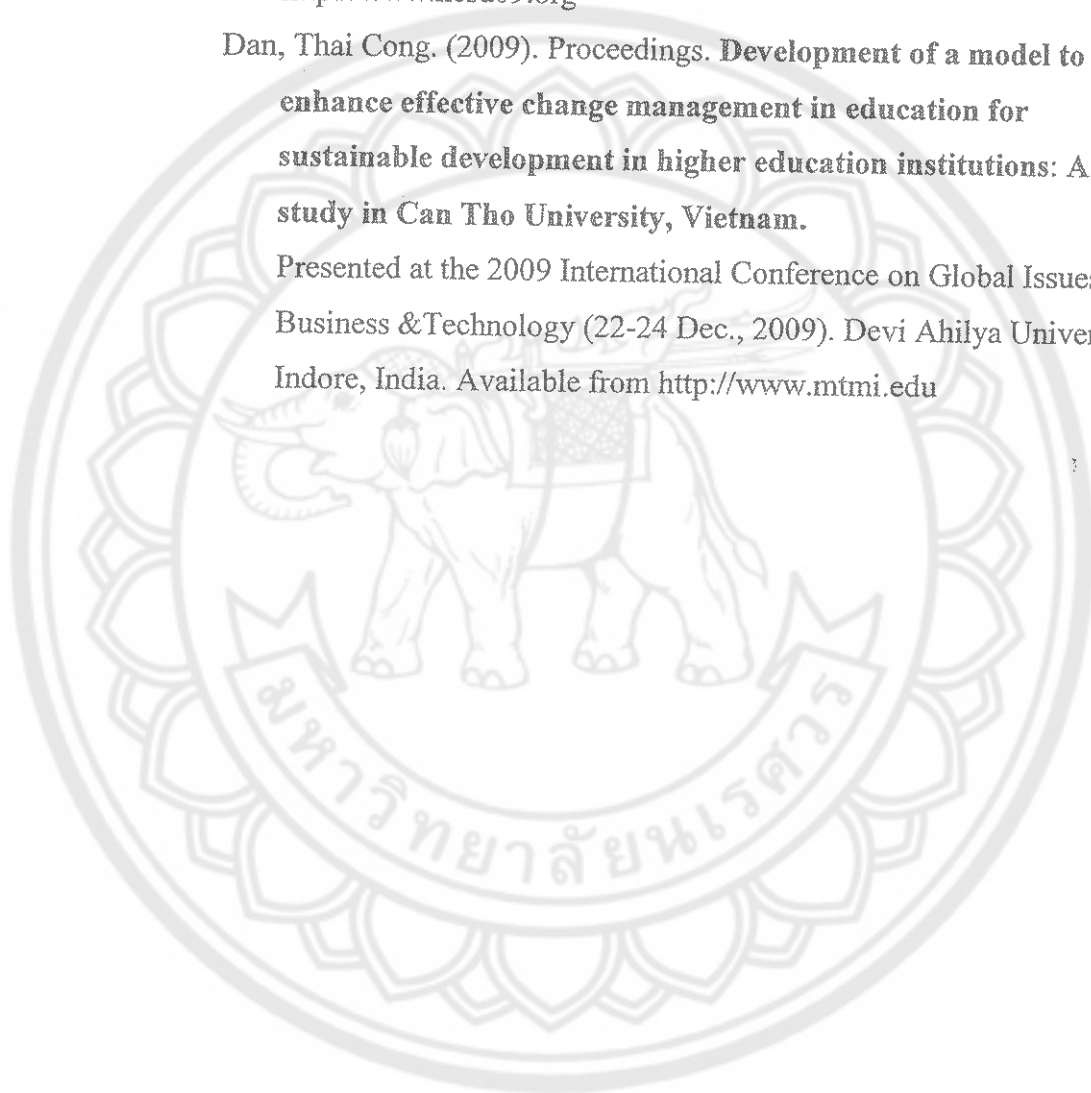 Dan, Thai Cong. (2009). Proceedings. Development of a model to
enhance effective change management in education for
sustainable development in higher education institutions: A
study in Can Tho University, Vietnam.
Presented at the 2009 International Conference on Global
Business &Technology (22-24 Dec., 2009). Devi Ahilya
Indore, India. Available from http://www.mtmi.edu
มหาวิทยาลัยนเรศวร